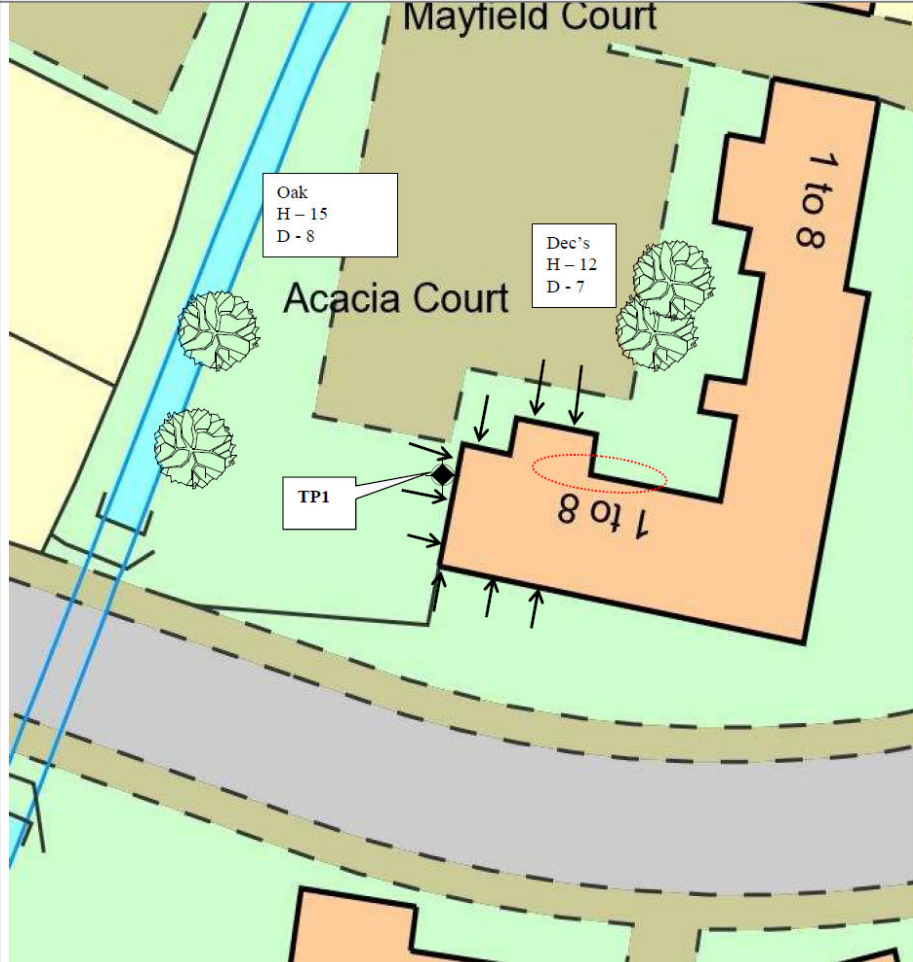 Mayfield Court
Oak
H – 15
D - 8
1 to 8
Dec's
H – 12
D - 7
Acacia Court
TP1
1 to 8